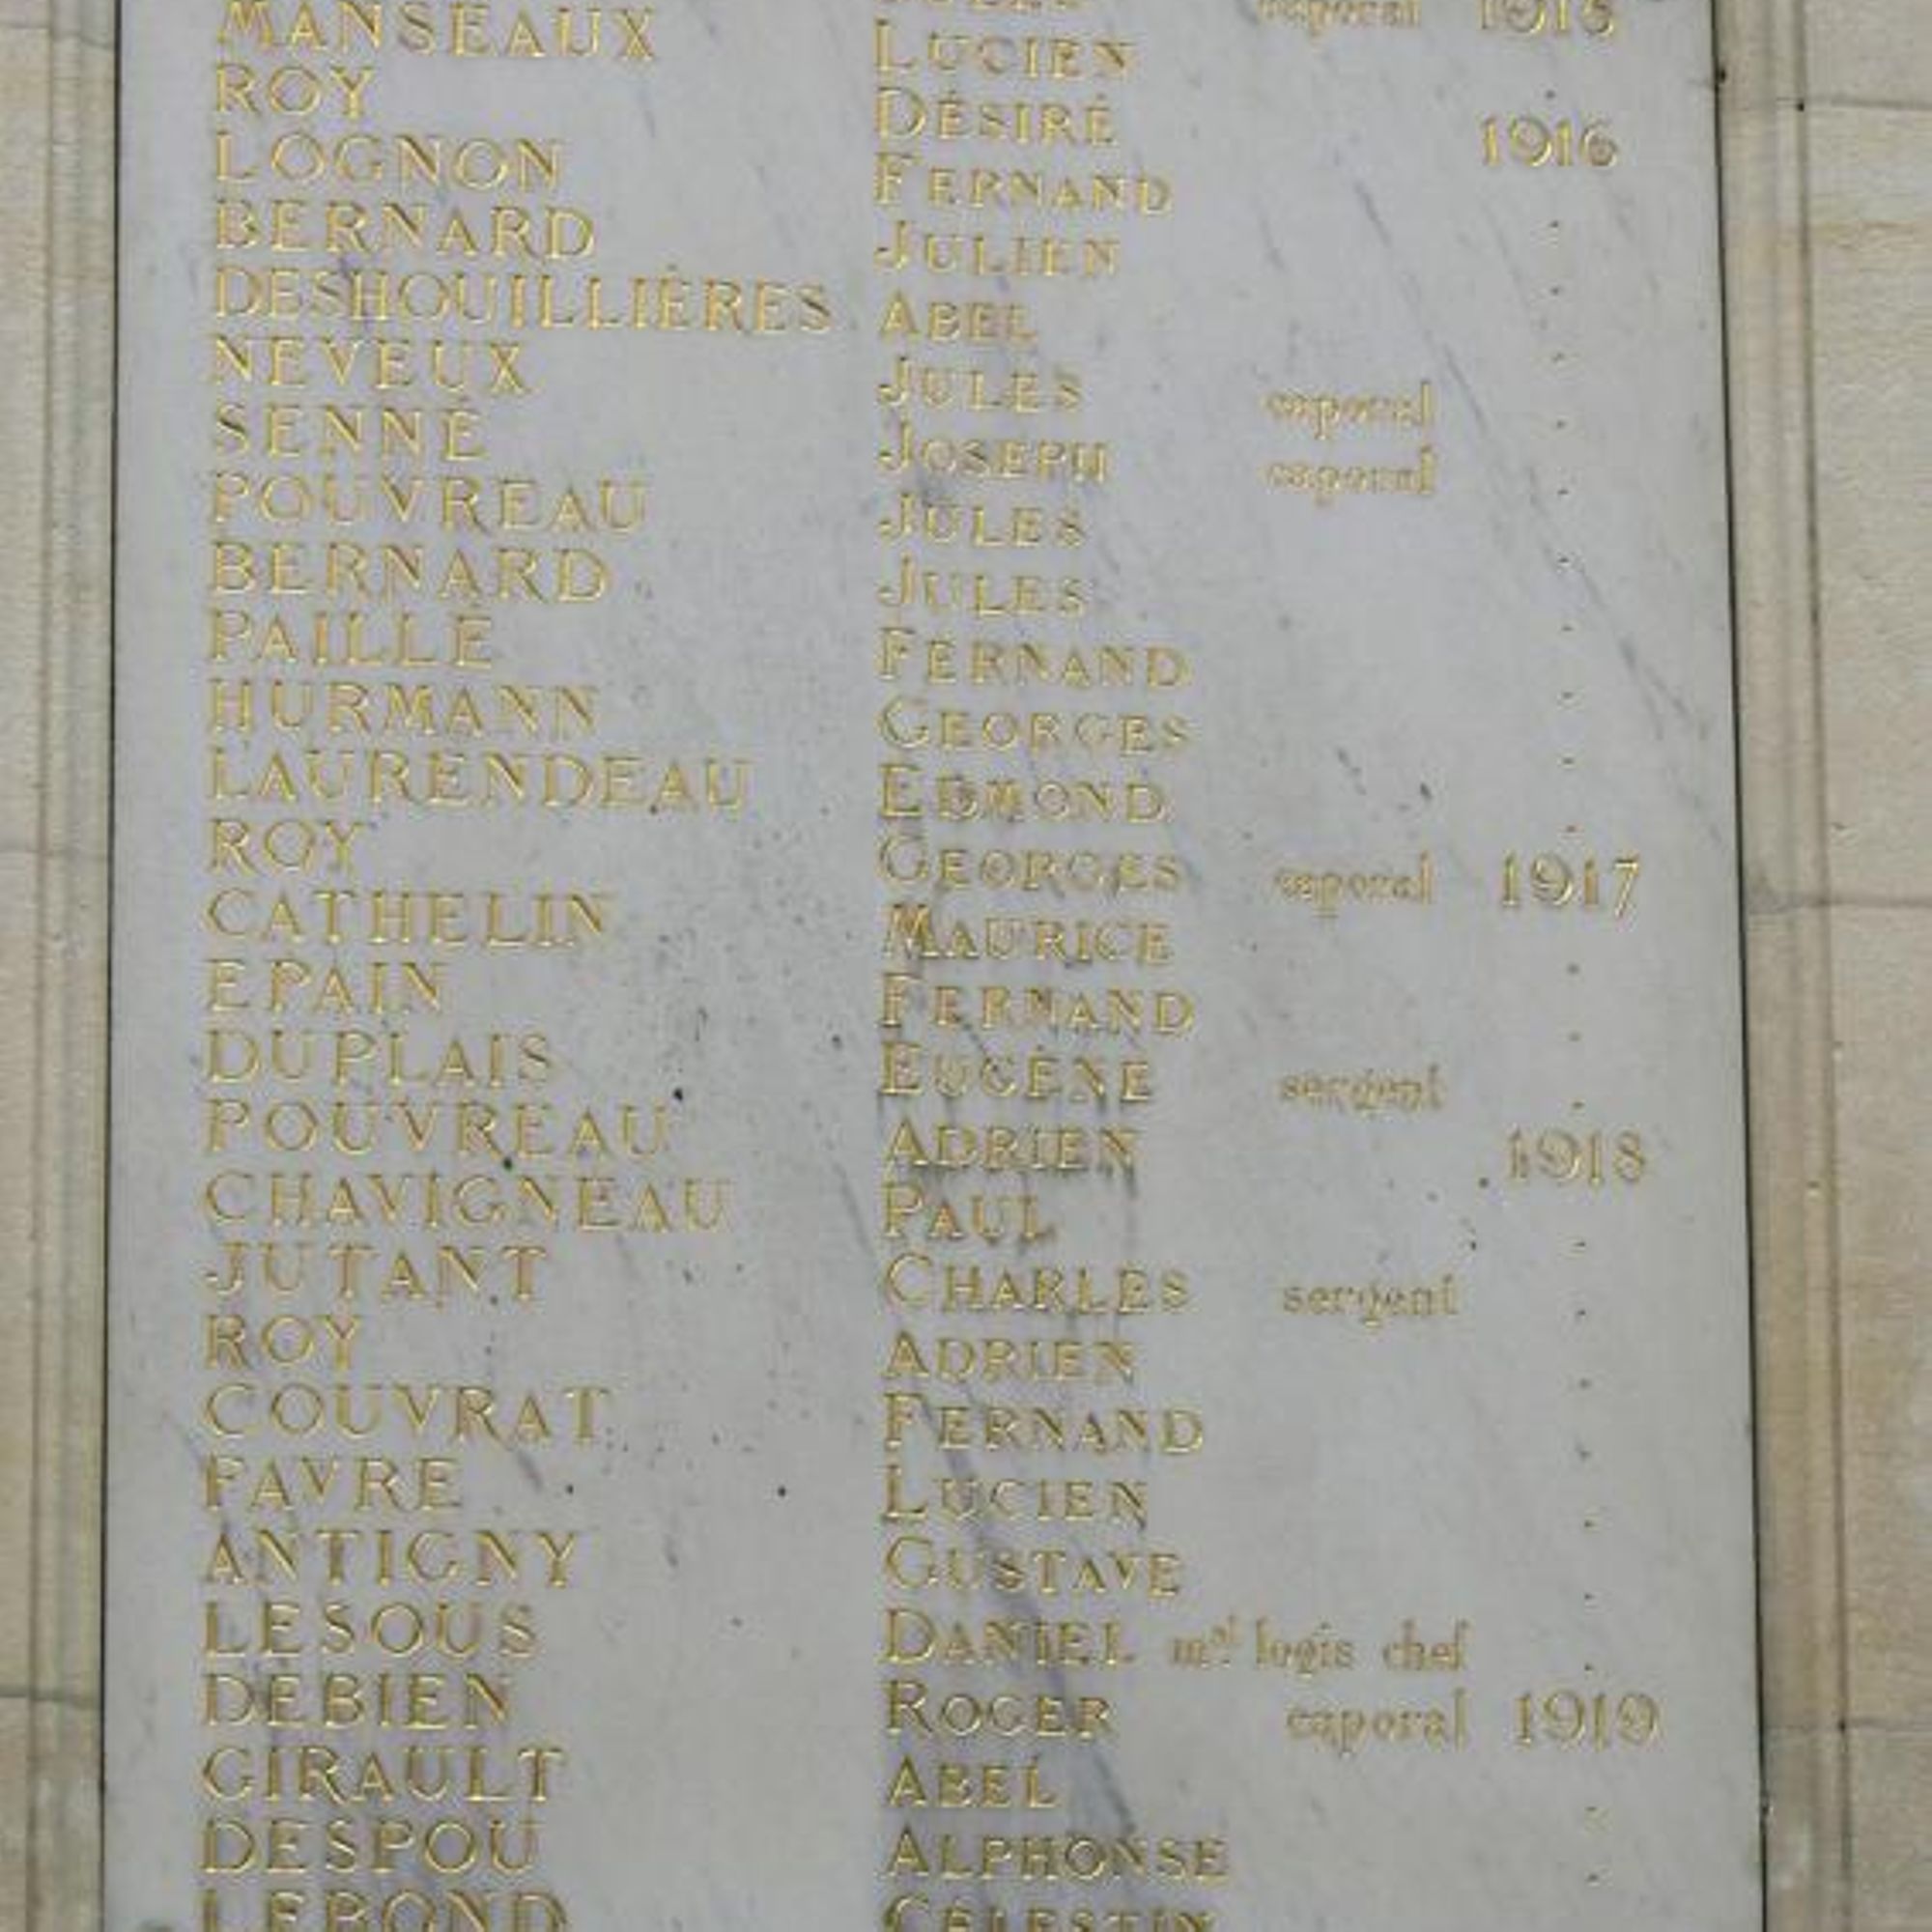 caporal 1915
MANSEAUX LUCIEN .
ROY DÉSIRÉ 1916
LOGNON FERNAND .
BERNARD JULIEN .
DESHOUILLIÈRES ABEL .
NEVEUX JULES caporal .
SENNÉ JOSEPH caporal .
POUVREAU JULES .
BERNARD JULES .
PAILLÉ FERNAND .
HURMANN GEORGES .
LAURENDEAU EDMOND .
ROY GEORGES caporal 1917
CATHELIN MAURICE .
EPAIN FERNAND .
DUPLAIS EUGÈNE sergent .
POUVREAU ADRIEN 1918
CHAVIGNEAU PAUL .
JUTANT CHARLES sergent .
ROY ADRIEN .
COUVRAT FERNAND .
FAVRE LUCIEN .
ANTIGNY GUSTAVE .
LESOUS DANIEL mal logis chef .
DEBIEN ROGER caporal 1919
GIRAULT ABEL .
DESPOU ALPHONSE .
CÉLESTIN